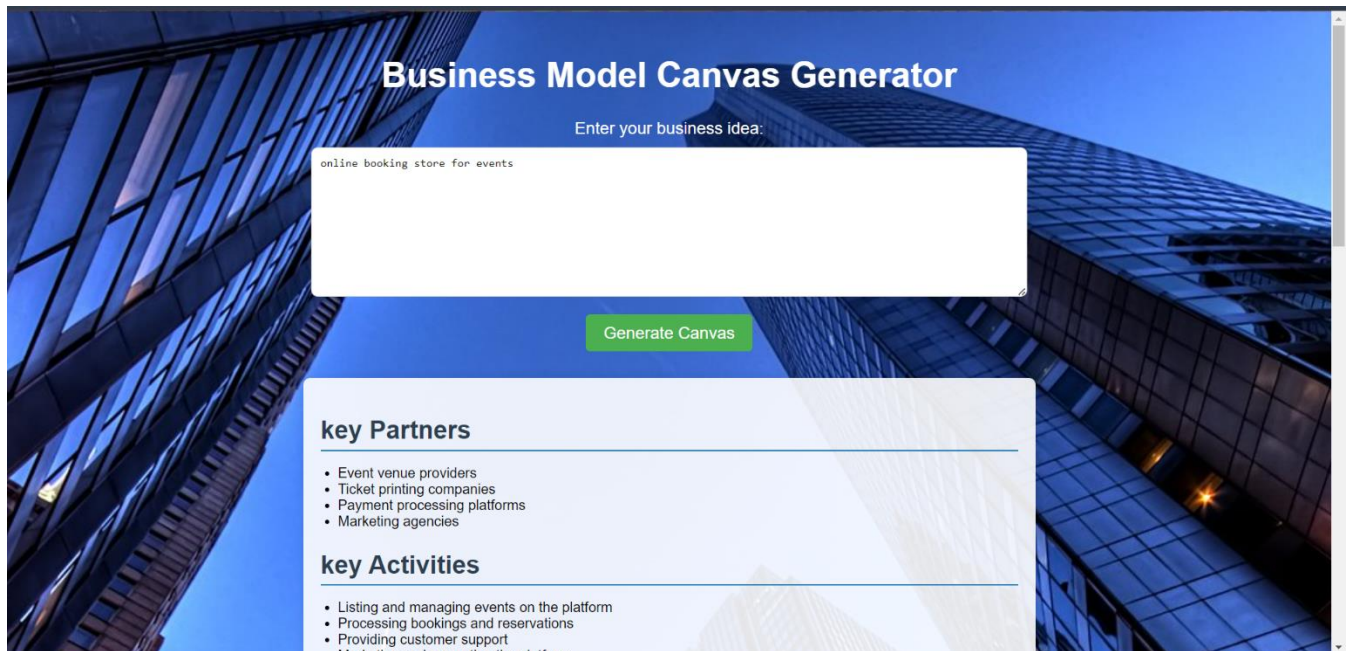 Business Model Canvas Generator
Enter your business idea:
online booking store for events
Generate Canvas
key Partners
Event venue providers
Ticket printing companies
Payment processing platforms
Marketing agencies
key Activities
Listing and managing events on the platform
Processing bookings and reservations
Providing customer support